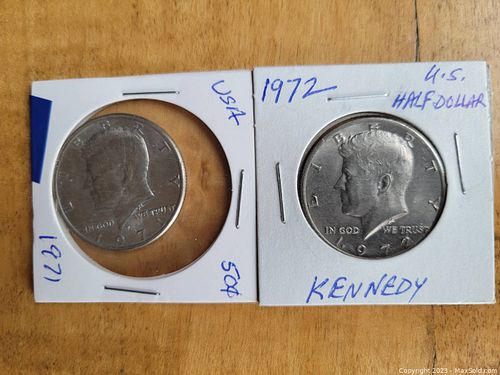 USA
LIBERTY
IN GOD WE TRUST
197
1971
50¢
1972
U.S.
HALF DOLLAR
LIBERTY
IN GOD WE TRUST
1972
KENNEDY
Copyright 2023 - MaxSold.com